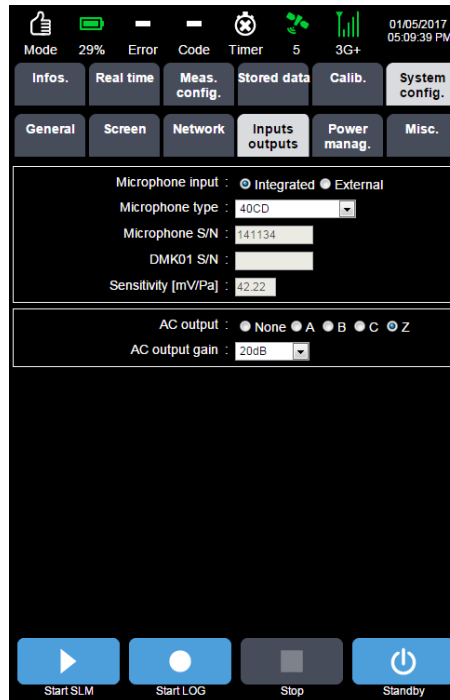 01/05/2017
05:09:39 PM
Mode 29% Error Code Timer 5 3G+
Infos. Real time Meas. config. Stored data Calib. System config.
General Screen Network Inputs outputs Power manag. Misc.
Microphone input : Integrated External
Microphone type : 40CD
Microphone S/N : 141134
DMK01 S/N :
Sensitivity [mV/Pa] : 42.22
AC output : None A B C Z
AC output gain : 20dB
Start SLM Start LOG Stop Standby